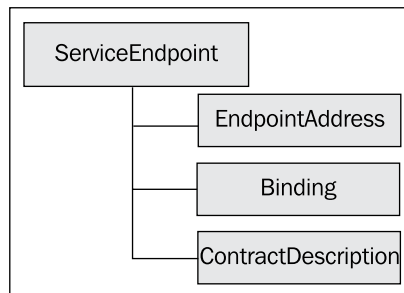 ServiceEndpoint
EndpointAddress
Binding
ContractDescription